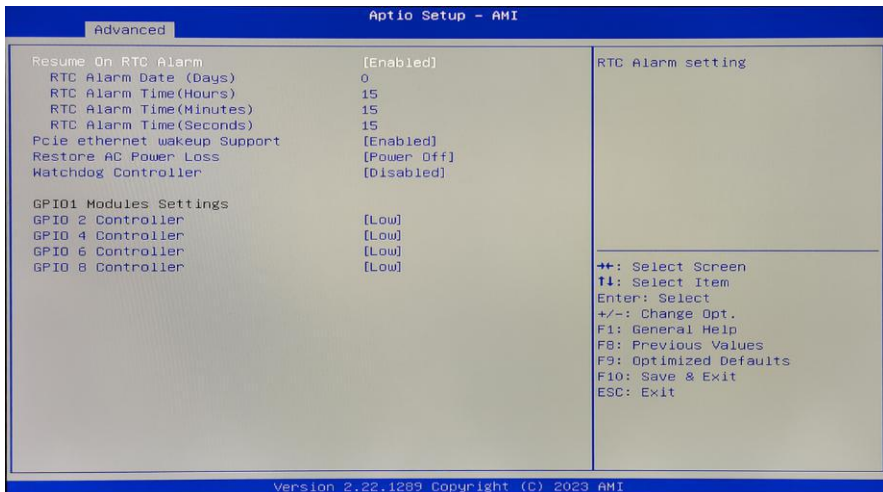 Aptio Setup - AMI
Advanced
Resume On RTC Alarm [Enabled]
RTC Alarm Date (Days) 0
RTC Alarm Time(Hours) 15
RTC Alarm Time(Minutes) 15
RTC Alarm Time(Seconds) 15
Pcie ethernet wakeup Support [Enabled]
Restore AC Power Loss [Power Off]
Watchdog Controller [Disabled]
GPIO1 Modules Settings
GPIO 2 Controller [Low]
GPIO 4 Controller [Low]
GPIO 6 Controller [Low]
GPIO 8 Controller [Low]
RTC Alarm setting
→←: Select Screen
↑↓: Select Item
Enter: Select
+/-: Change Opt.
F1: General Help
F8: Previous Values
F9: Optimized Defaults
F10: Save & Exit
ESC: Exit
Version 2.22.1289 Copyright (C) 2023 AMI